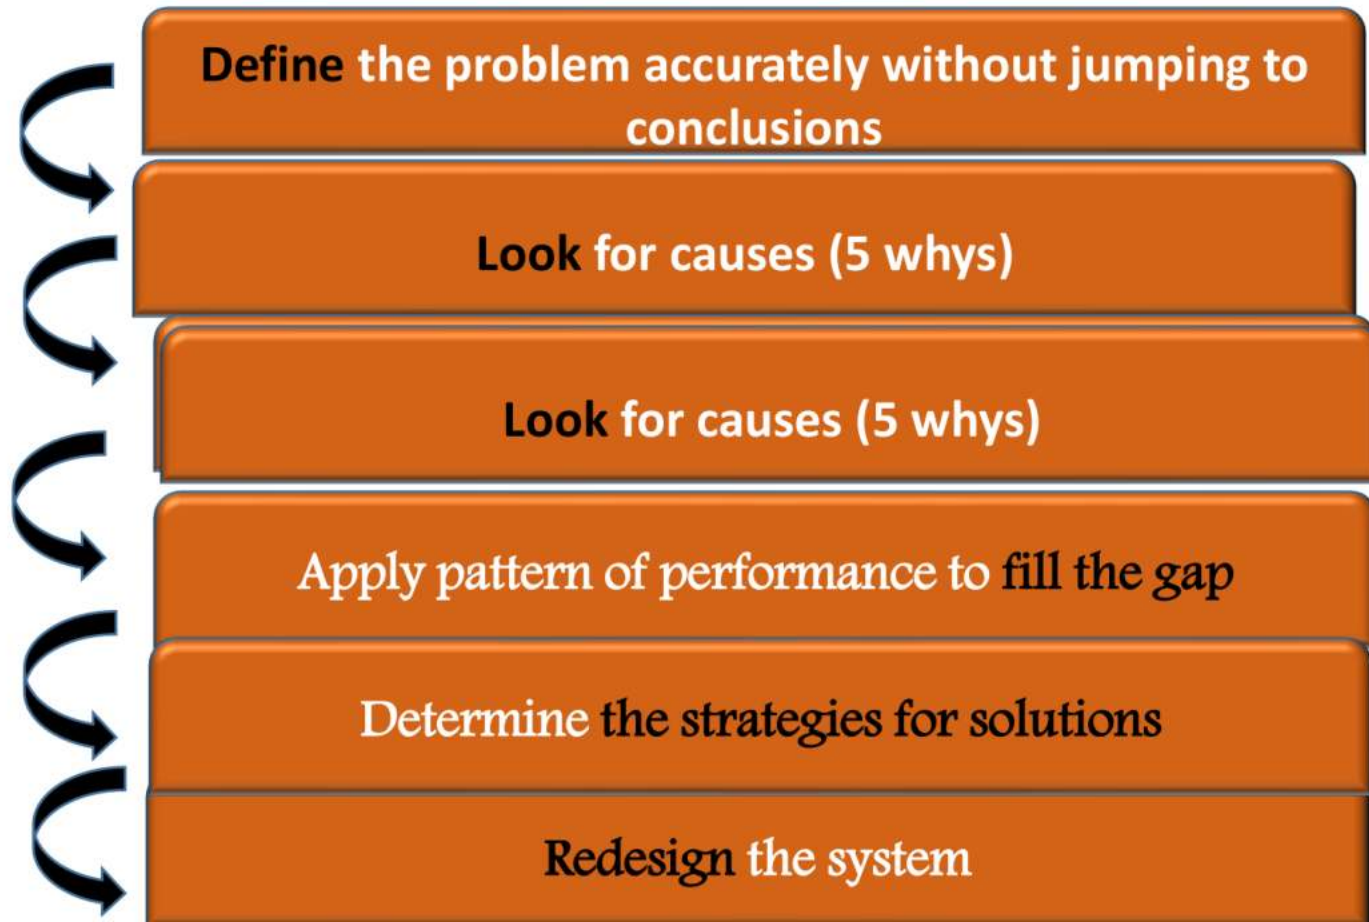 Define the problem accurately without jumping to
conclusions
Look for causes (5 whys)
Look for causes (5 whys)
Apply pattern of performance to fill the gap
Determine the strategies for solutions
Redesign the system